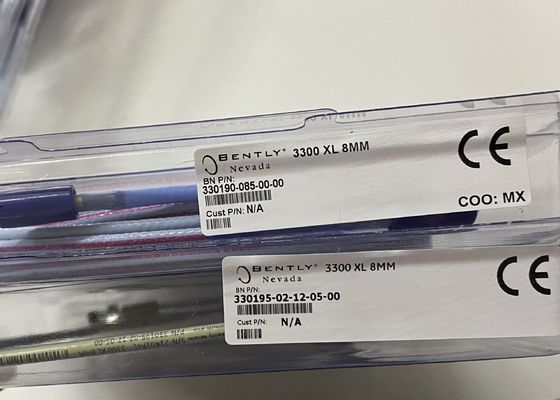 BENTLY® 3300 XL 8MM
Nevada
BN P/N:
330190-085-00-00
Cust P/N: N/A
CE
COO: MX
BENTLY® 3300 XL 8MM
Nevada
BN P/N:
330195-02-12-05-00
Cust P/N: N/A
CE